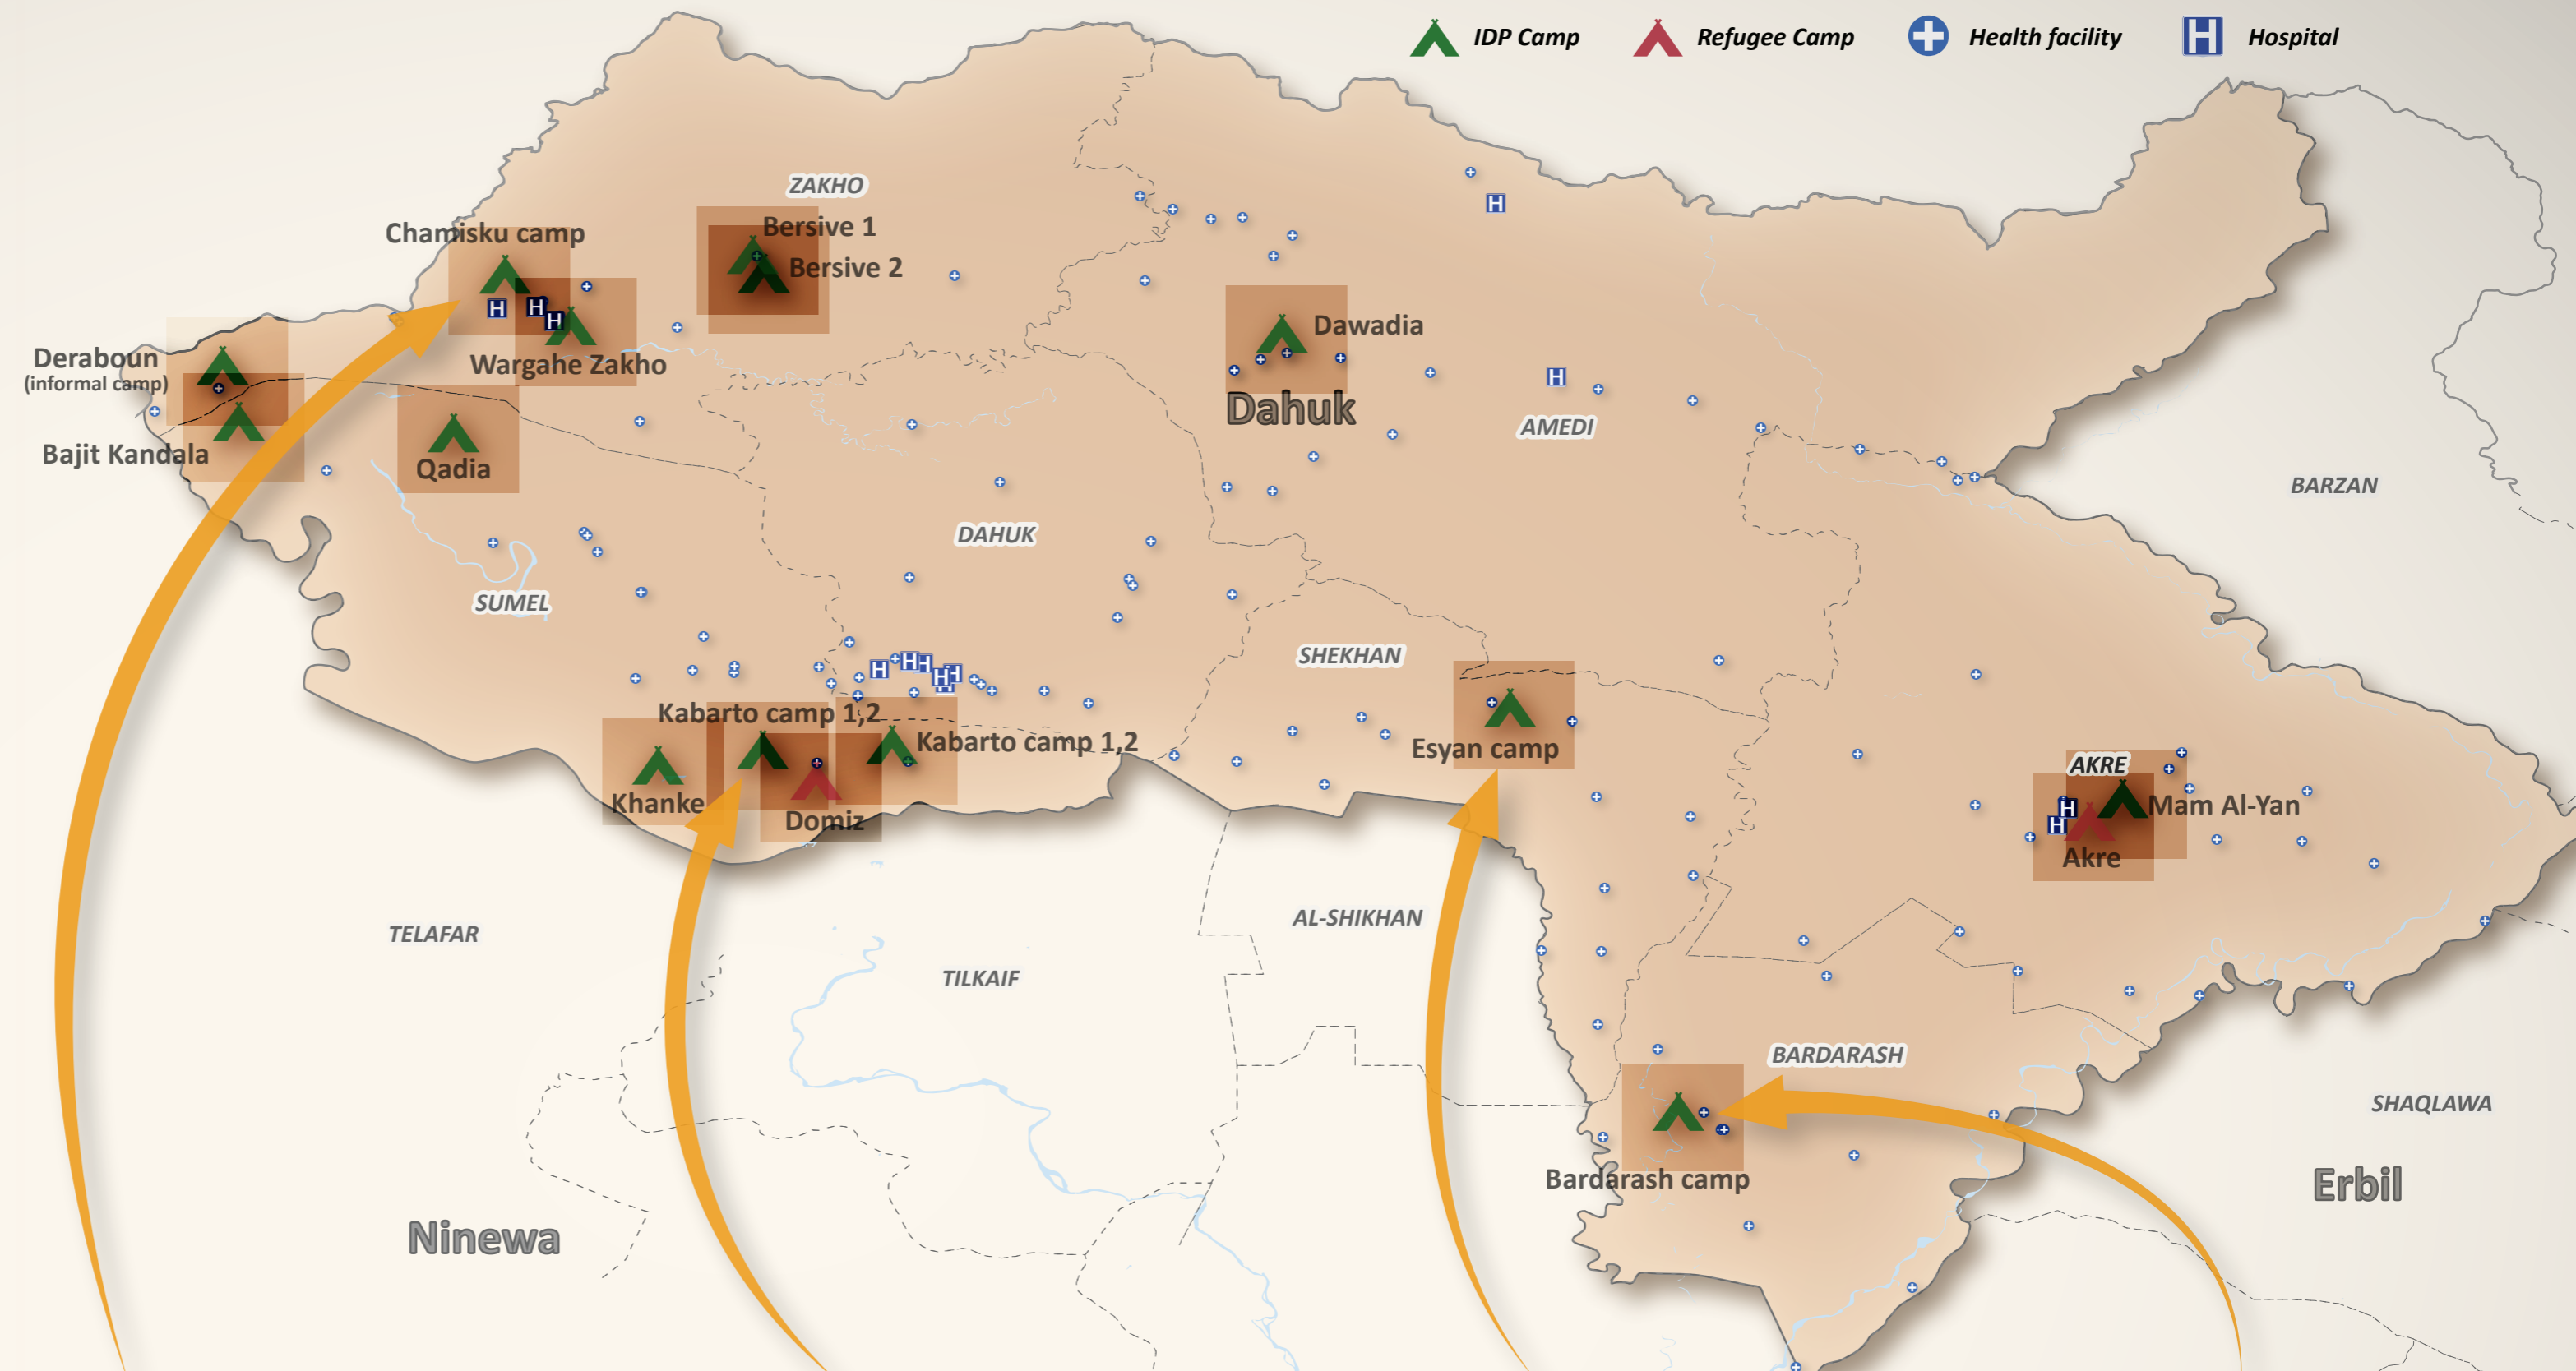 IDP Camp
Refugee Camp
Health facility
H
Hospital
ZAKHO
Bersive 1
Chamisku camp
Bersive 2
H
H
H
H
H
Dawadia
Deraboun
(informal camp)
Wargahe Zakho
Dahuk
AMEDI
Bajit Kandala
Qadia
BARZAN
DAHUK
SUMEL
SHEKHAN
H
H
H
H
H
H
Kabarto camp 1,2
Kabarto camp 1,2
Esyan camp
AKRE
Khanke
Domiz
H
H
Mam Al-Yan
Akre
TELAFAR
AL-SHIKHAN
TILKAIF
BARDARASH
SHAQLAWA
Bardarash camp
Erbil
Ninewa